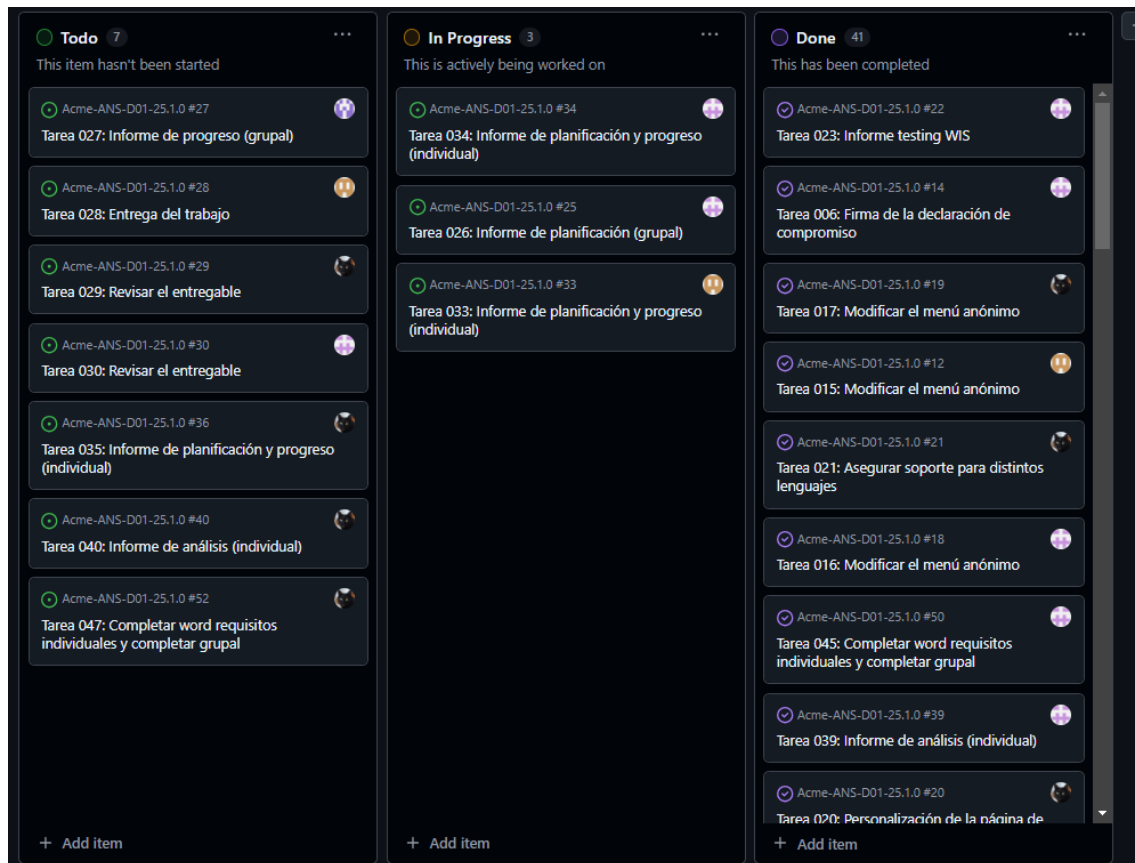 Todo 7
This item hasn't been started
Acme-ANS-D01-25.1.0 #27
Tarea 027: Informe de progreso (grupal)
Acme-ANS-D01-25.1.0 #28
Tarea 028: Entrega del trabajo
Acme-ANS-D01-25.1.0 #29
Tarea 029: Revisar el entregable
Acme-ANS-D01-25.1.0 #30
Tarea 030: Revisar el entregable
Acme-ANS-D01-25.1.0 #36
Tarea 035: Informe de planificación y progreso
(individual)
Acme-ANS-D01-25.1.0 #40
Tarea 040: Informe de análisis (individual)
Acme-ANS-D01-25.1.0 #52
Tarea 047: Completar word requisitos
individuales y completar grupal
+ Add item
In Progress 3
This is actively being worked on
Acme-ANS-D01-25.1.0 #34
Tarea 034: Informe de planificación y progreso
(individual)
Acme-ANS-D01-25.1.0 #25
Tarea 026: Informe de planificación (grupal)
Acme-ANS-D01-25.1.0 #33
Tarea 033: Informe de planificación y progreso
(individual)
+ Add item
Done 41
This has been completed
Acme-ANS-D01-25.1.0 #22
Tarea 023: Informe testing WIS
Acme-ANS-D01-25.1.0 #14
Tarea 006: Firma de la declaración de
compromiso
Acme-ANS-D01-25.1.0 #19
Tarea 017: Modificar el menú anónimo
Acme-ANS-D01-25.1.0 #12
Tarea 015: Modificar el menú anónimo
Acme-ANS-D01-25.1.0 #21
Tarea 021: Asegurar soporte para distintos
lenguajes
Acme-ANS-D01-25.1.0 #18
Tarea 016: Modificar el menú anónimo
Acme-ANS-D01-25.1.0 #50
Tarea 045: Completar word requisitos
individuales y completar grupal
Acme-ANS-D01-25.1.0 #39
Tarea 039: Informe de análisis (individual)
Acme-ANS-D01-25.1.0 #20
Tarea 020: Personalización de la página de
+ Add item